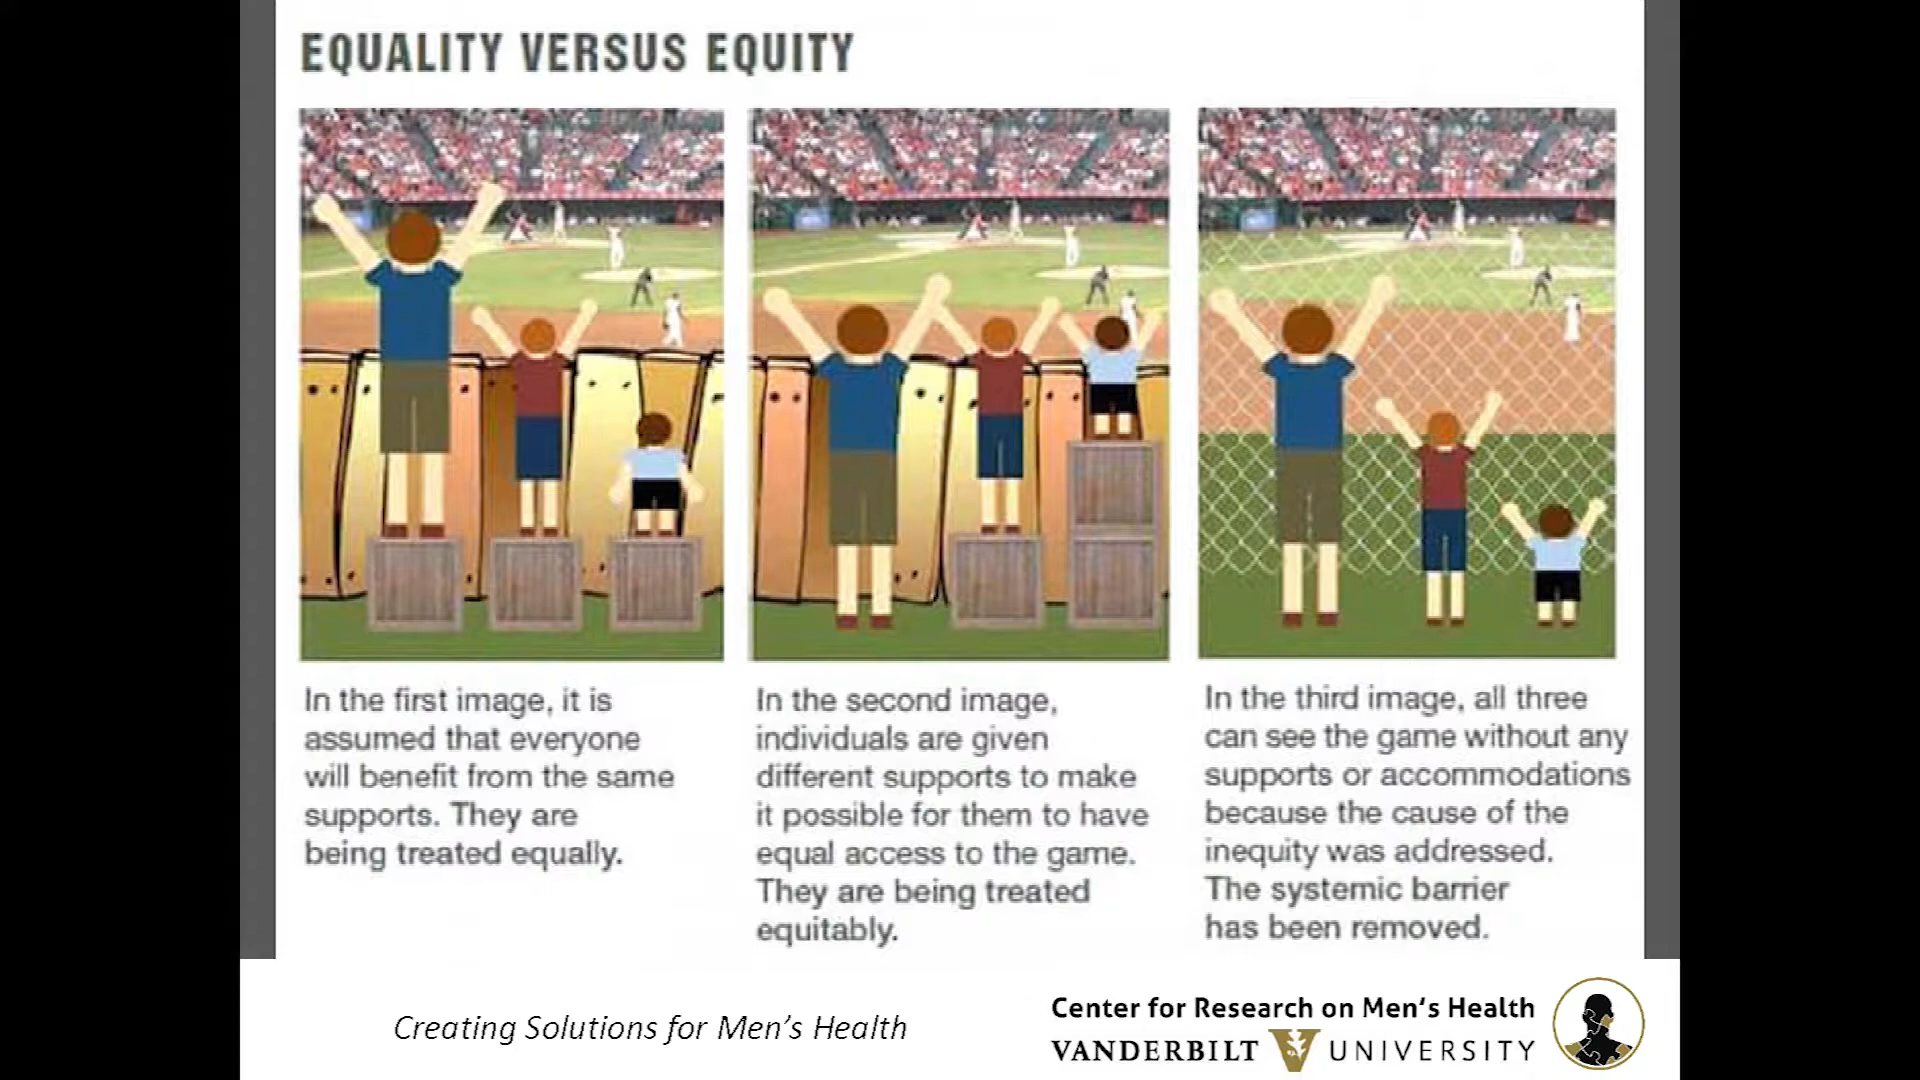 EQUALITY VERSUS EQUITY
In the first image, it is
assumed that everyone
will benefit from the same
supports. They are
being treated equally.
In the second image,
individuals are given
different supports to make
it possible for them to have
equal access to the game.
They are being treated
equitably.
In the third image, all three
can see the game without any
supports or accommodations
because the cause of the
inequity was addressed.
The systemic barrier
has been removed.
Creating Solutions for Men's Health
Center for Research on Men's Health
VANDERBILT V UNIVERSITY